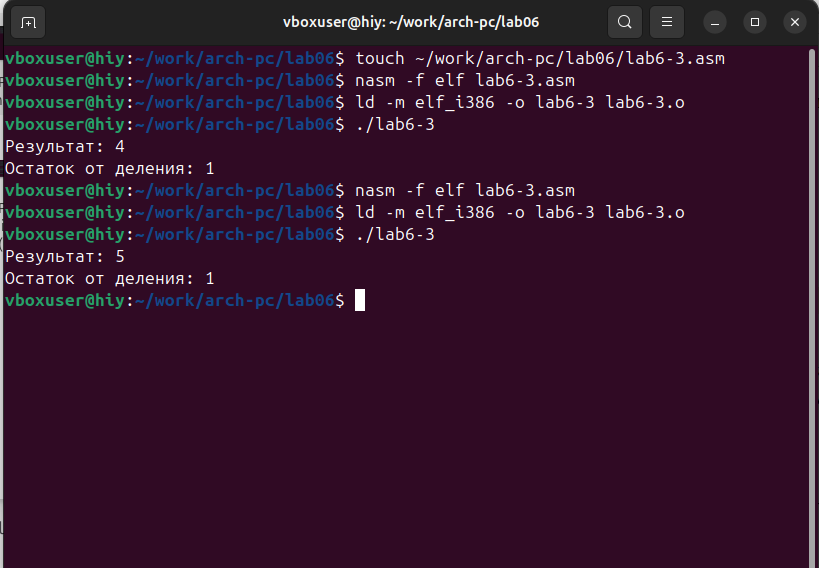 vboxuser@hiy: ~/work/arch-pc/lab06
vboxuser@hiy:~/work/arch-pc/lab06$ touch ~/work/arch-pc/lab06/lab6-3.asm
vboxuser@hiy:~/work/arch-pc/lab06$ nasm -f elf lab6-3.asm
vboxuser@hiy:~/work/arch-pc/lab06$ ld -m elf_i386 -o lab6-3 lab6-3.o
vboxuser@hiy:~/work/arch-pc/lab06$ ./lab6-3
Результат: 4
Остаток от деления: 1
vboxuser@hiy:~/work/arch-pc/lab06$ nasm -f elf lab6-3.asm
vboxuser@hiy:~/work/arch-pc/lab06$ ld -m elf_i386 -o lab6-3 lab6-3.o
vboxuser@hiy:~/work/arch-pc/lab06$ ./lab6-3
Результат: 5
Остаток от деления: 1
vboxuser@hiy:~/work/arch-pc/lab06$